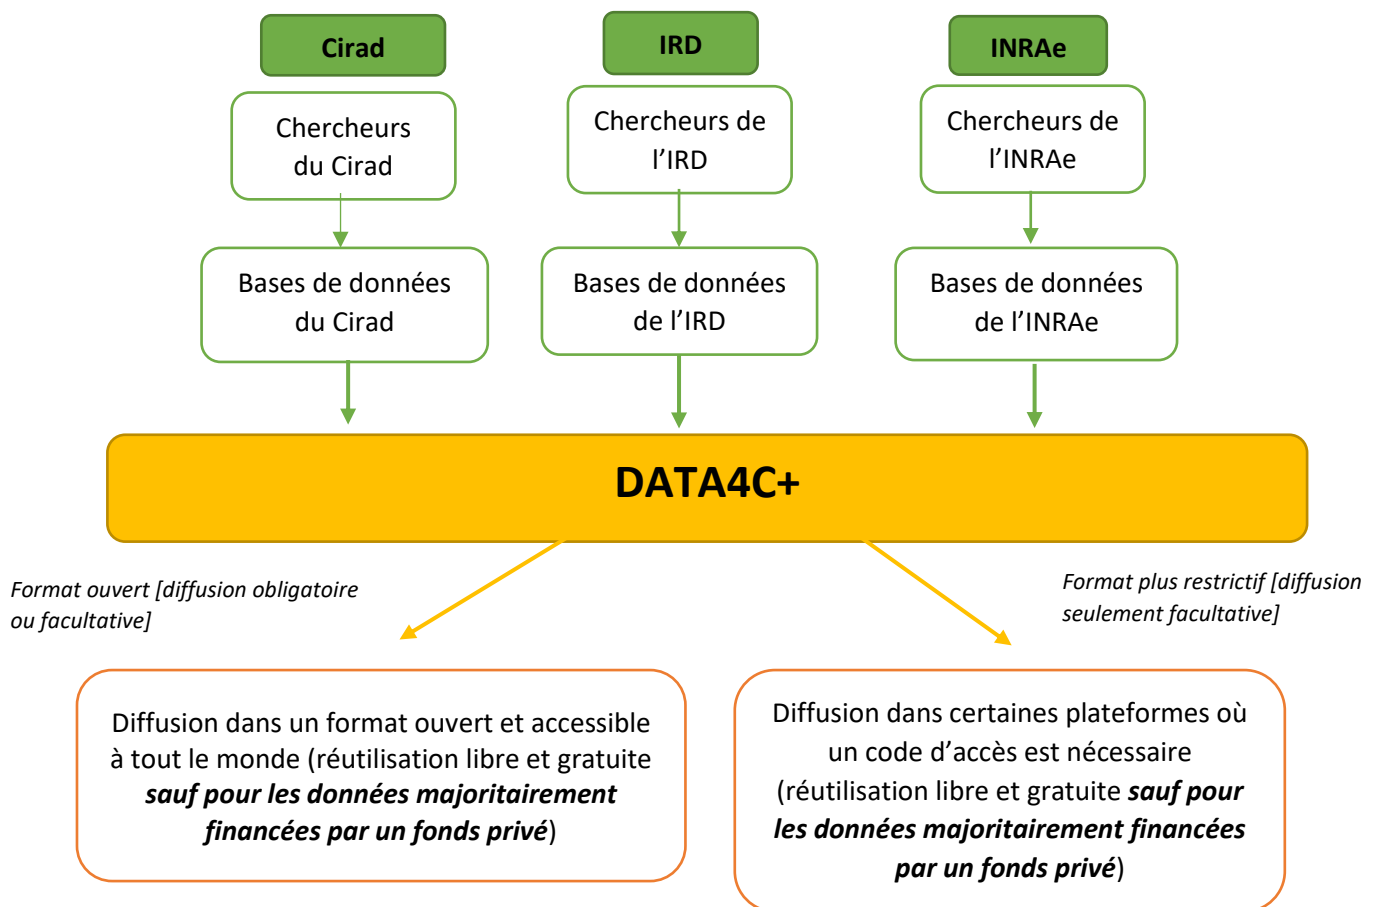 Cirad
IRD
INRAe
Chercheurs
du Cirad
Chercheurs de
l’IRD
Chercheurs de
l’INRAe
Bases de données
du Cirad
Bases de données
de l’IRD
Bases de données
de l’INRAe
DATA4C+
Format ouvert [diffusion obligatoire
ou facultative]
Format plus restrictif [diffusion
seulement facultative]
Diffusion dans un format ouvert et accessible
à tout le monde (réutilisation libre et gratuite
sauf pour les données majoritairement
financées par un fonds privé)
Diffusion dans certaines plateformes où
un code d’accès est nécessaire
(réutilisation libre et gratuite sauf pour
les données majoritairement financées
par un fonds privé)